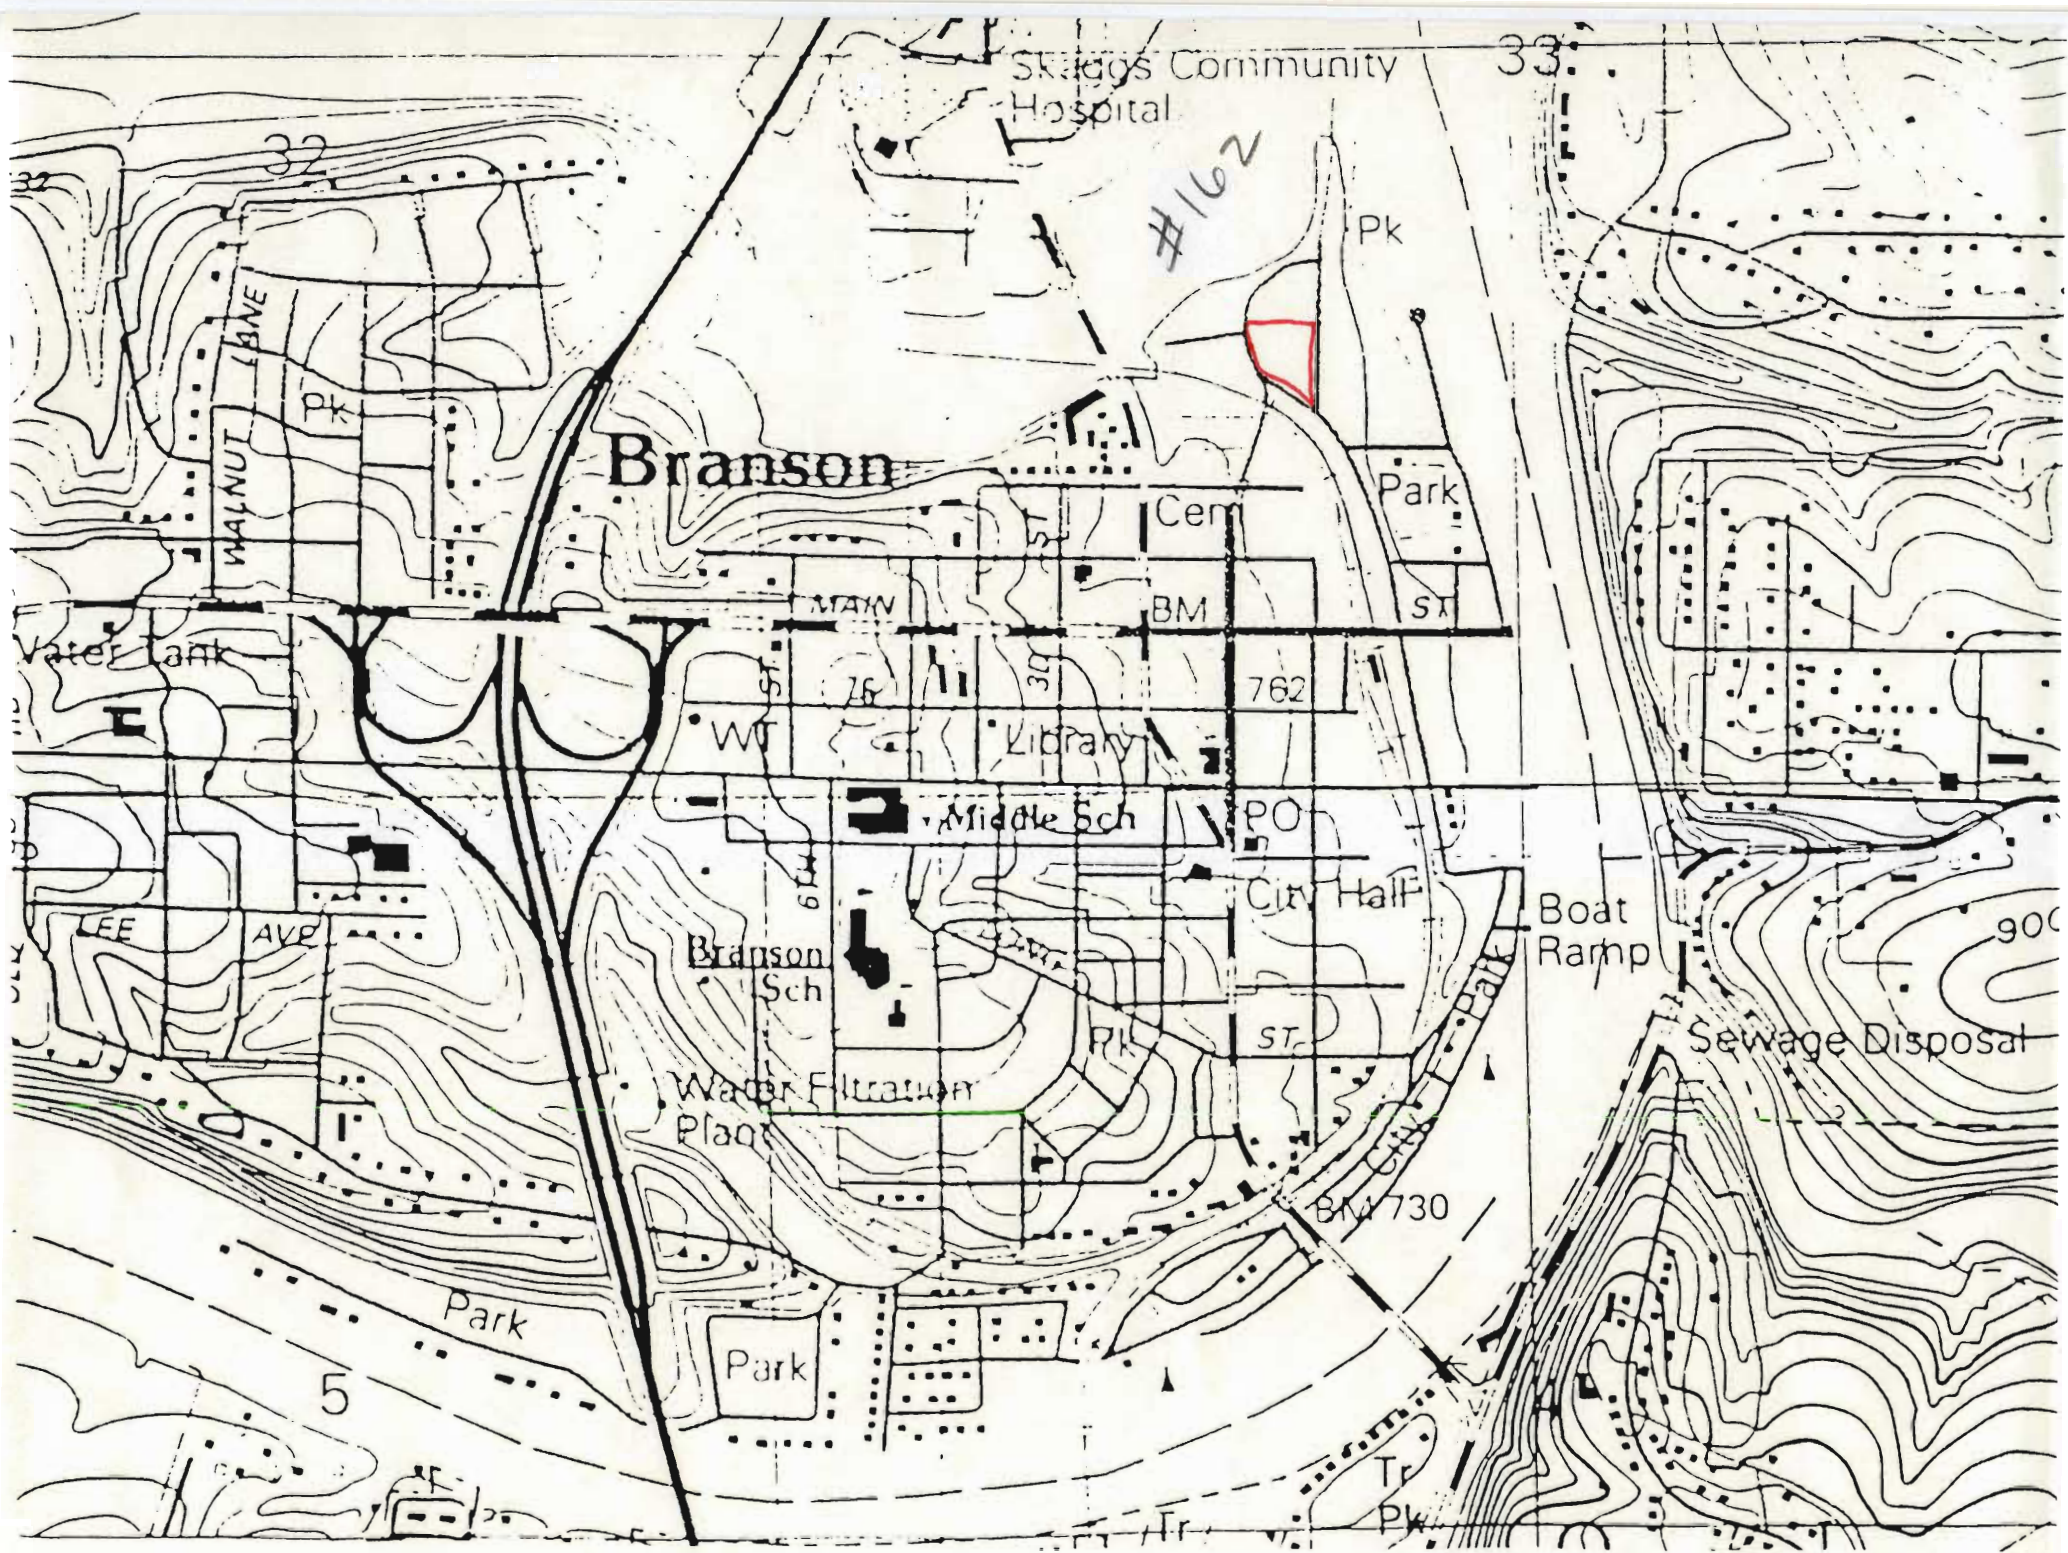 Skaggs Community
Hospital
33
32
32
#162
Pk
WALNUT LANE
Pk
Branson
Park
Cem
ST
MAIN
BM
ST
Water Tank
ST
76
3D
762
WT
Library
Middle Sch
PO
6TH
City Hall
LEE
AVE
Boat
Ramp
900
Branson
Sch
Park
Pk
ST
Sewage Disposal
Water Filtration
Plant
City
BM 730
Park
Park
5
Tr
Pk
Tr